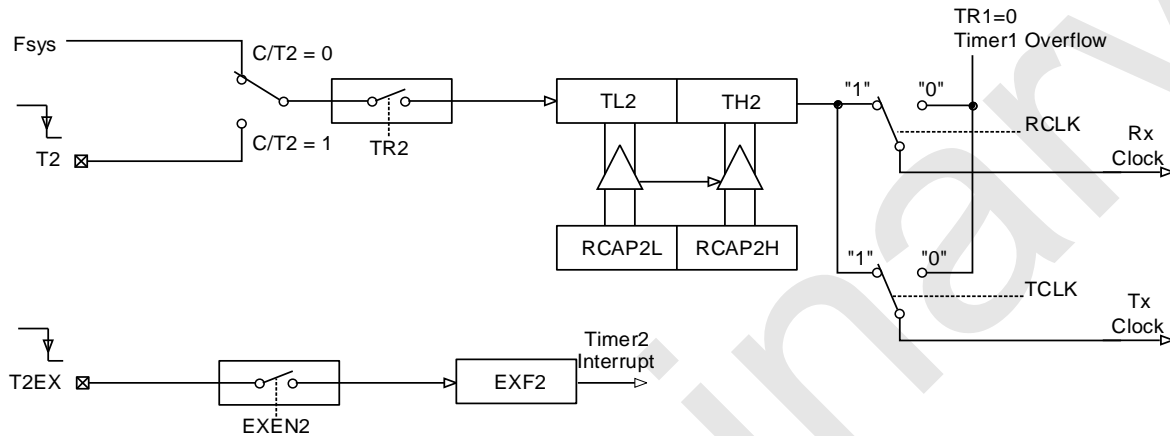 TR1=0
Timer1 Overflow
Fsys
C/T2 = 0
T2
C/T2 = 1
TR2
TL2
TH2
"1"
"0"
RCLK
Rx
Clock
RCAP2L
RCAP2H
"1"
"0"
TCLK
Tx
Clock
T2EX
EXEN2
EXF2
Timer2
Interrupt
inary